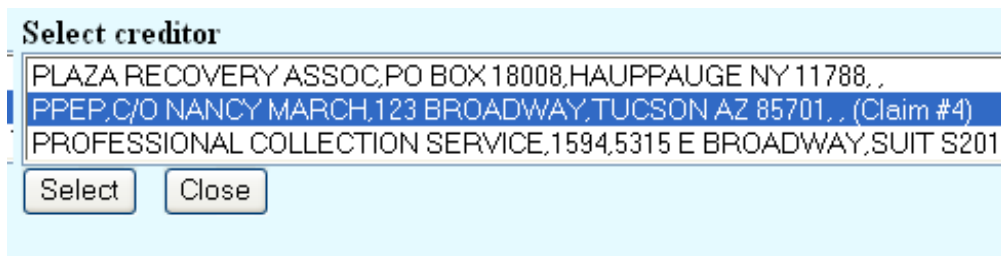 Select creditor
PLAZA RECOVERY ASSOC,PO BOX 18008,HAUPPAUGE NY 11788, ,
PPEP,C/O NANCY MARCH,123 BROADWAY,TUCSON AZ 85701, , (Claim #4)
PROFESSIONAL COLLECTION SERVICE,1594,5315 E BROADWAY,SUIT S201
Select Close